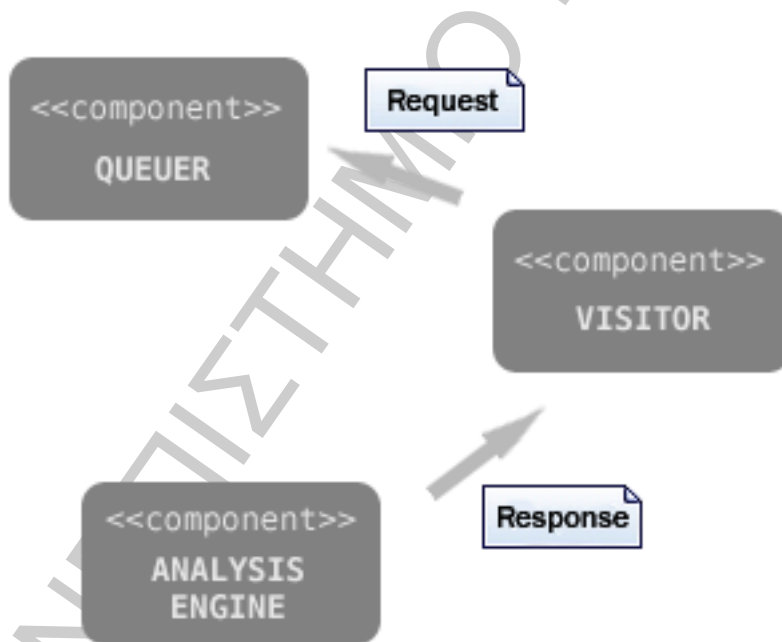 <<component>>
QUEUER
Request
<<component>>
VISITOR
<<component>>
ANALYSIS
ENGINE
Response